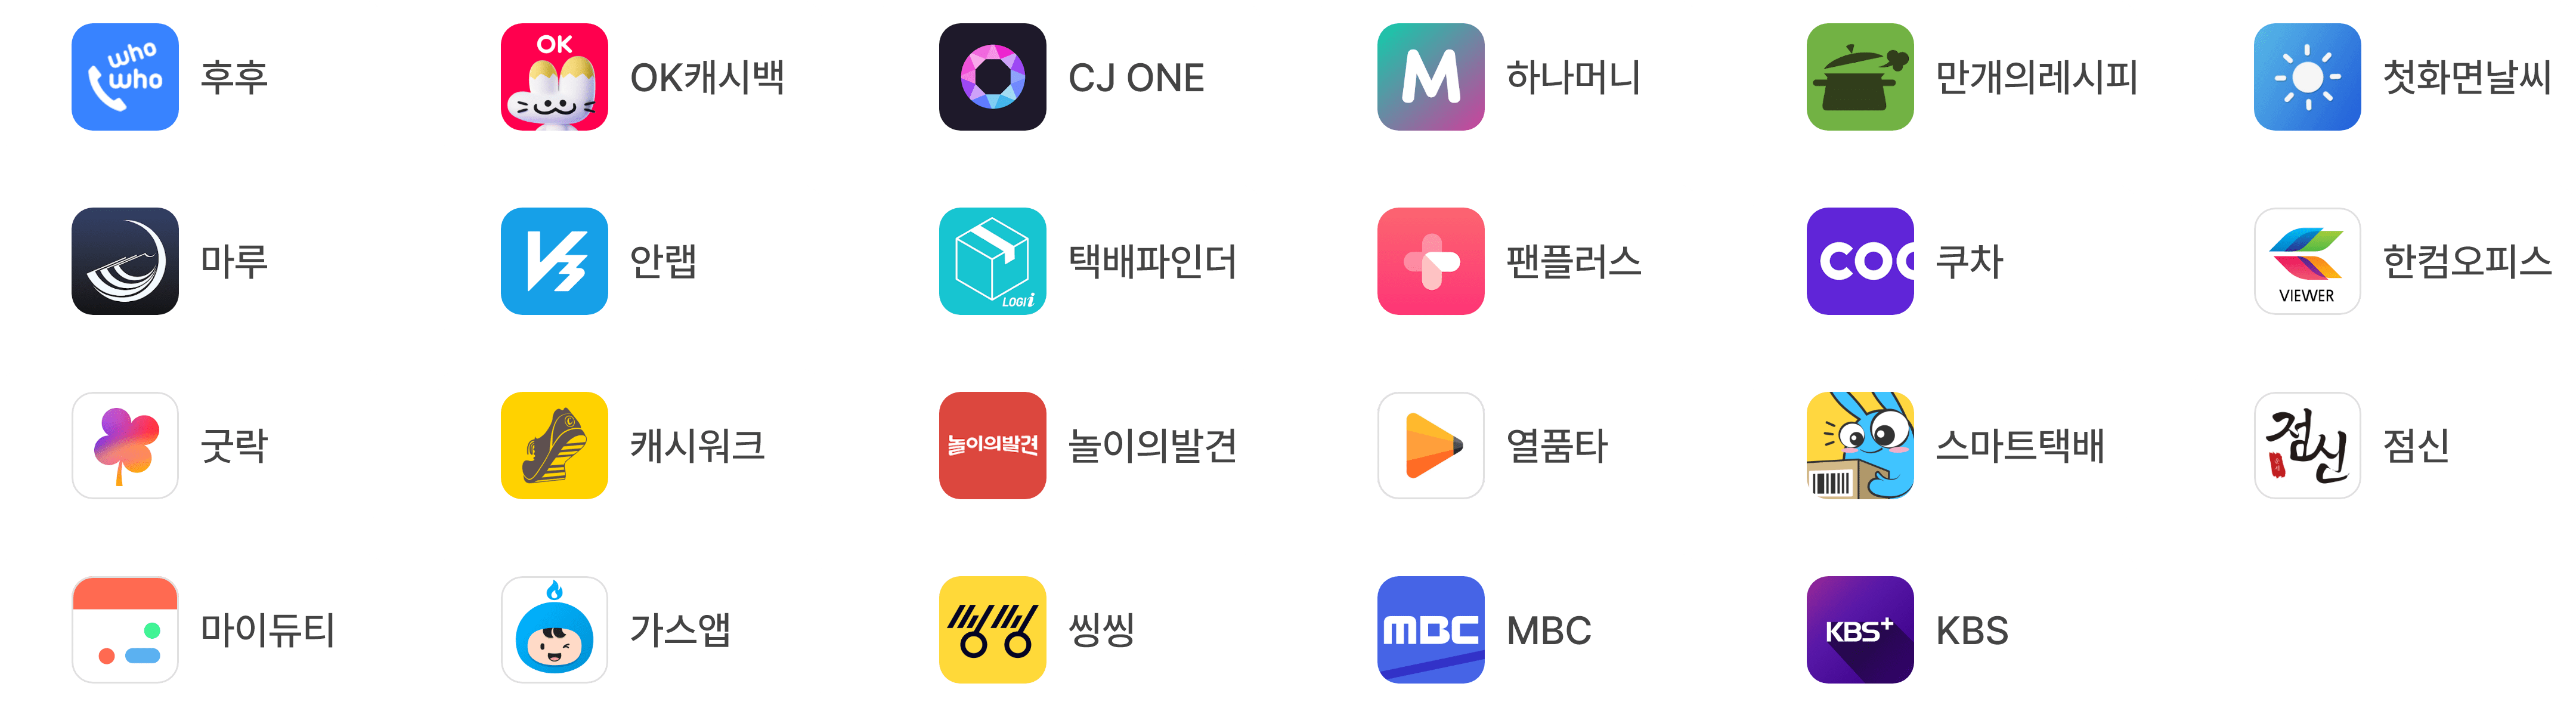 who
who
후후
OK
OK캐시백
CJ ONE
M
하나머니
만개의레시피
첫화면날씨
마루
V3
안랩
LOGI i
택배파인더
팬플러스
coo
쿠차
VIEWER
한컴오피스
굿락
캐시워크
놀이의발견
놀이의발견
열품타
스마트택배
점신
점신
마이듀티
가스앱
씽씽
MBC
MBC
KBS+
KBS